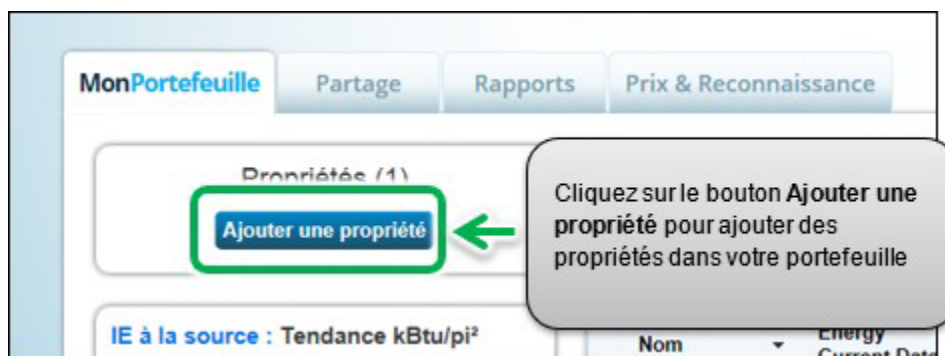 MonPortefeuille Partage Rapports Prix & Reconnaissance
Propriétés (1)
Ajouter une propriété
Cliquez sur le bouton Ajouter une
propriété pour ajouter des
propriétés dans votre portefeuille
IE à la source : Tendance kBtu/pi²
Nom
Energy
Current Date